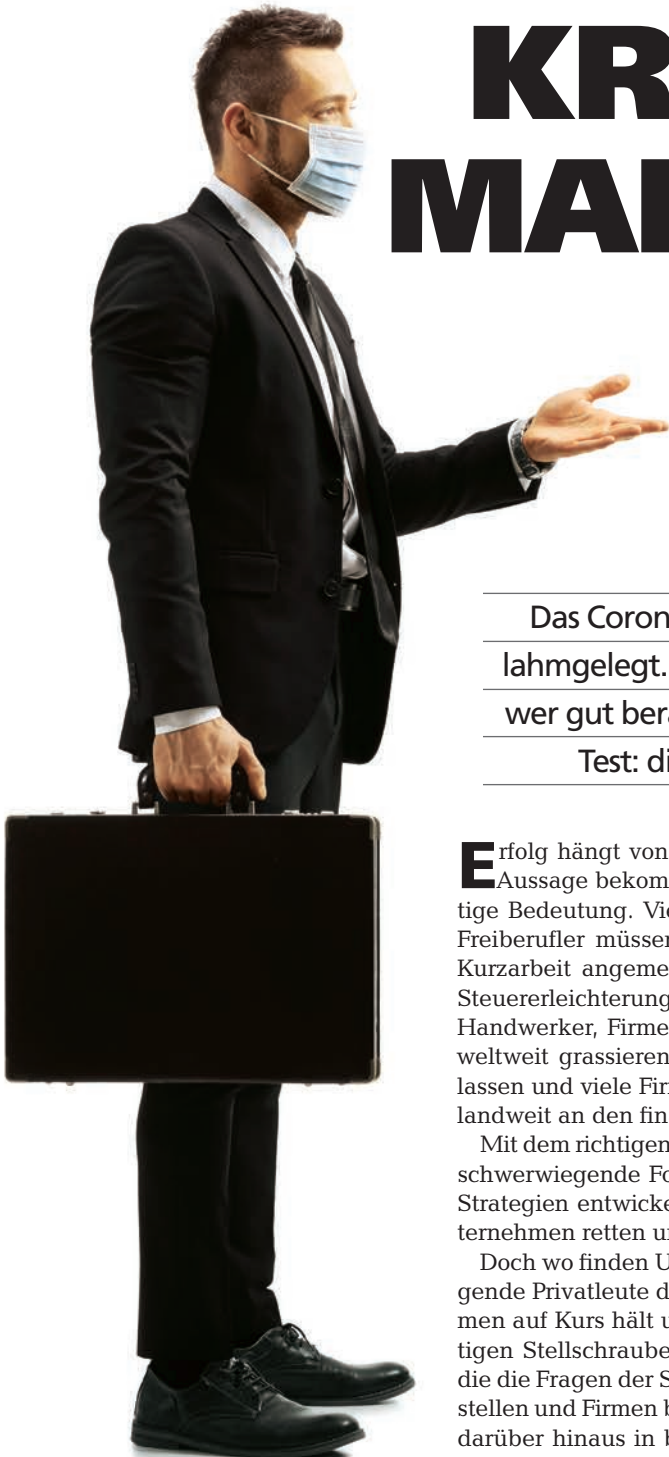 KR
MA
Das Coron
lahmgelegt.
wer gut ber
Test: di
Erfolg hängt von
Aussage bekom
tige Bedeutung. Vie
Freiberufler müsser
Kurzarbeit angeme
Steuererleichterung
Handwerker, Firme
weltweit grassieren
lassen und viele Fir
landweit an den fin
Mit dem richtigen
schwerwiegende Fo
Strategien entwicke
ternehmen retten u
Doch wo finden U
gende Privatleute d
men auf Kurs hält u
tigen Stellschraube
die die Fragen der S
stellen und Firmen b
darüber hinaus in b